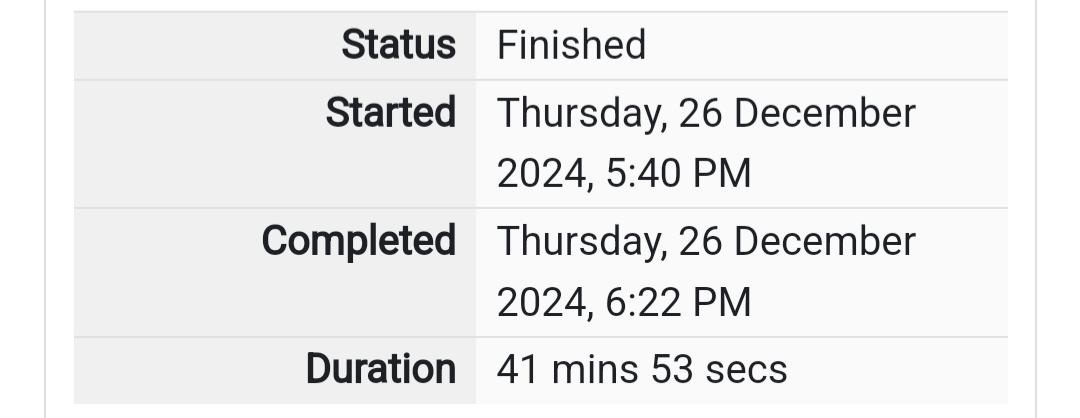 Status Finished
Started Thursday, 26 December
2024, 5:40 PM
Completed Thursday, 26 December
2024, 6:22 PM
Duration 41 mins 53 secs